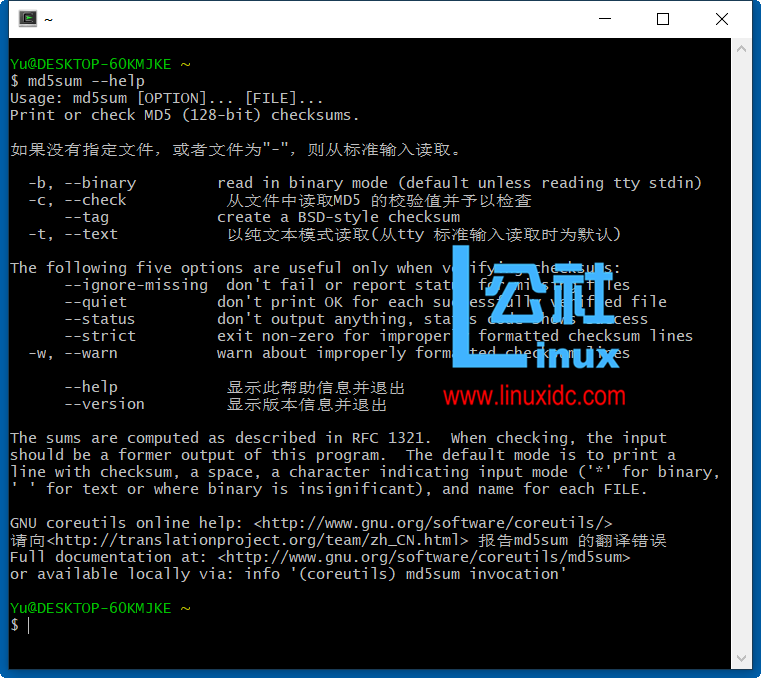 ~
Yu@DESKTOP-60KMJKE ~
$ md5sum --help
Usage: md5sum [OPTION]... [FILE]...
Print or check MD5 (128-bit) checksums.
如果没有指定文件，或者文件为"-"，则从标准输入读取。
-b, --binary read in binary mode (default unless reading tty stdin)
-c, --check 从文件中读取MD5 的校验值并予以检查
--tag create a BSD-style checksum
-t, --text 以纯文本模式读取(从tty 标准输入读取时为默认)
The following five options are useful only when verifying checksums:
--ignore-missing don't fail or report status for missing files
--quiet don't print OK for each successfully verified file
--status don't output anything, status code shows success
--strict exit non-zero for improperly formatted checksum lines
-w, --warn warn about improperly formatted checksum lines
--help 显示此帮助信息并退出
--version 显示版本信息并退出
The sums are computed as described in RFC 1321. When checking, the input
should be a former output of this program. The default mode is to print a
line with checksum, a space, a character indicating input mode ('*' for binary,
' ' for text or where binary is insignificant), and name for each FILE.
GNU coreutils online help: <http://www.gnu.org/software/coreutils/>
请向<http://translationproject.org/team/zh_CN.html> 报告md5sum 的翻译错误
Full documentation at: <http://www.gnu.org/software/coreutils/md5sum>
or available locally via: info '(coreutils) md5sum invocation'
Yu@DESKTOP-60KMJKE ~
$
公社
Linux
www.linuxidc.com